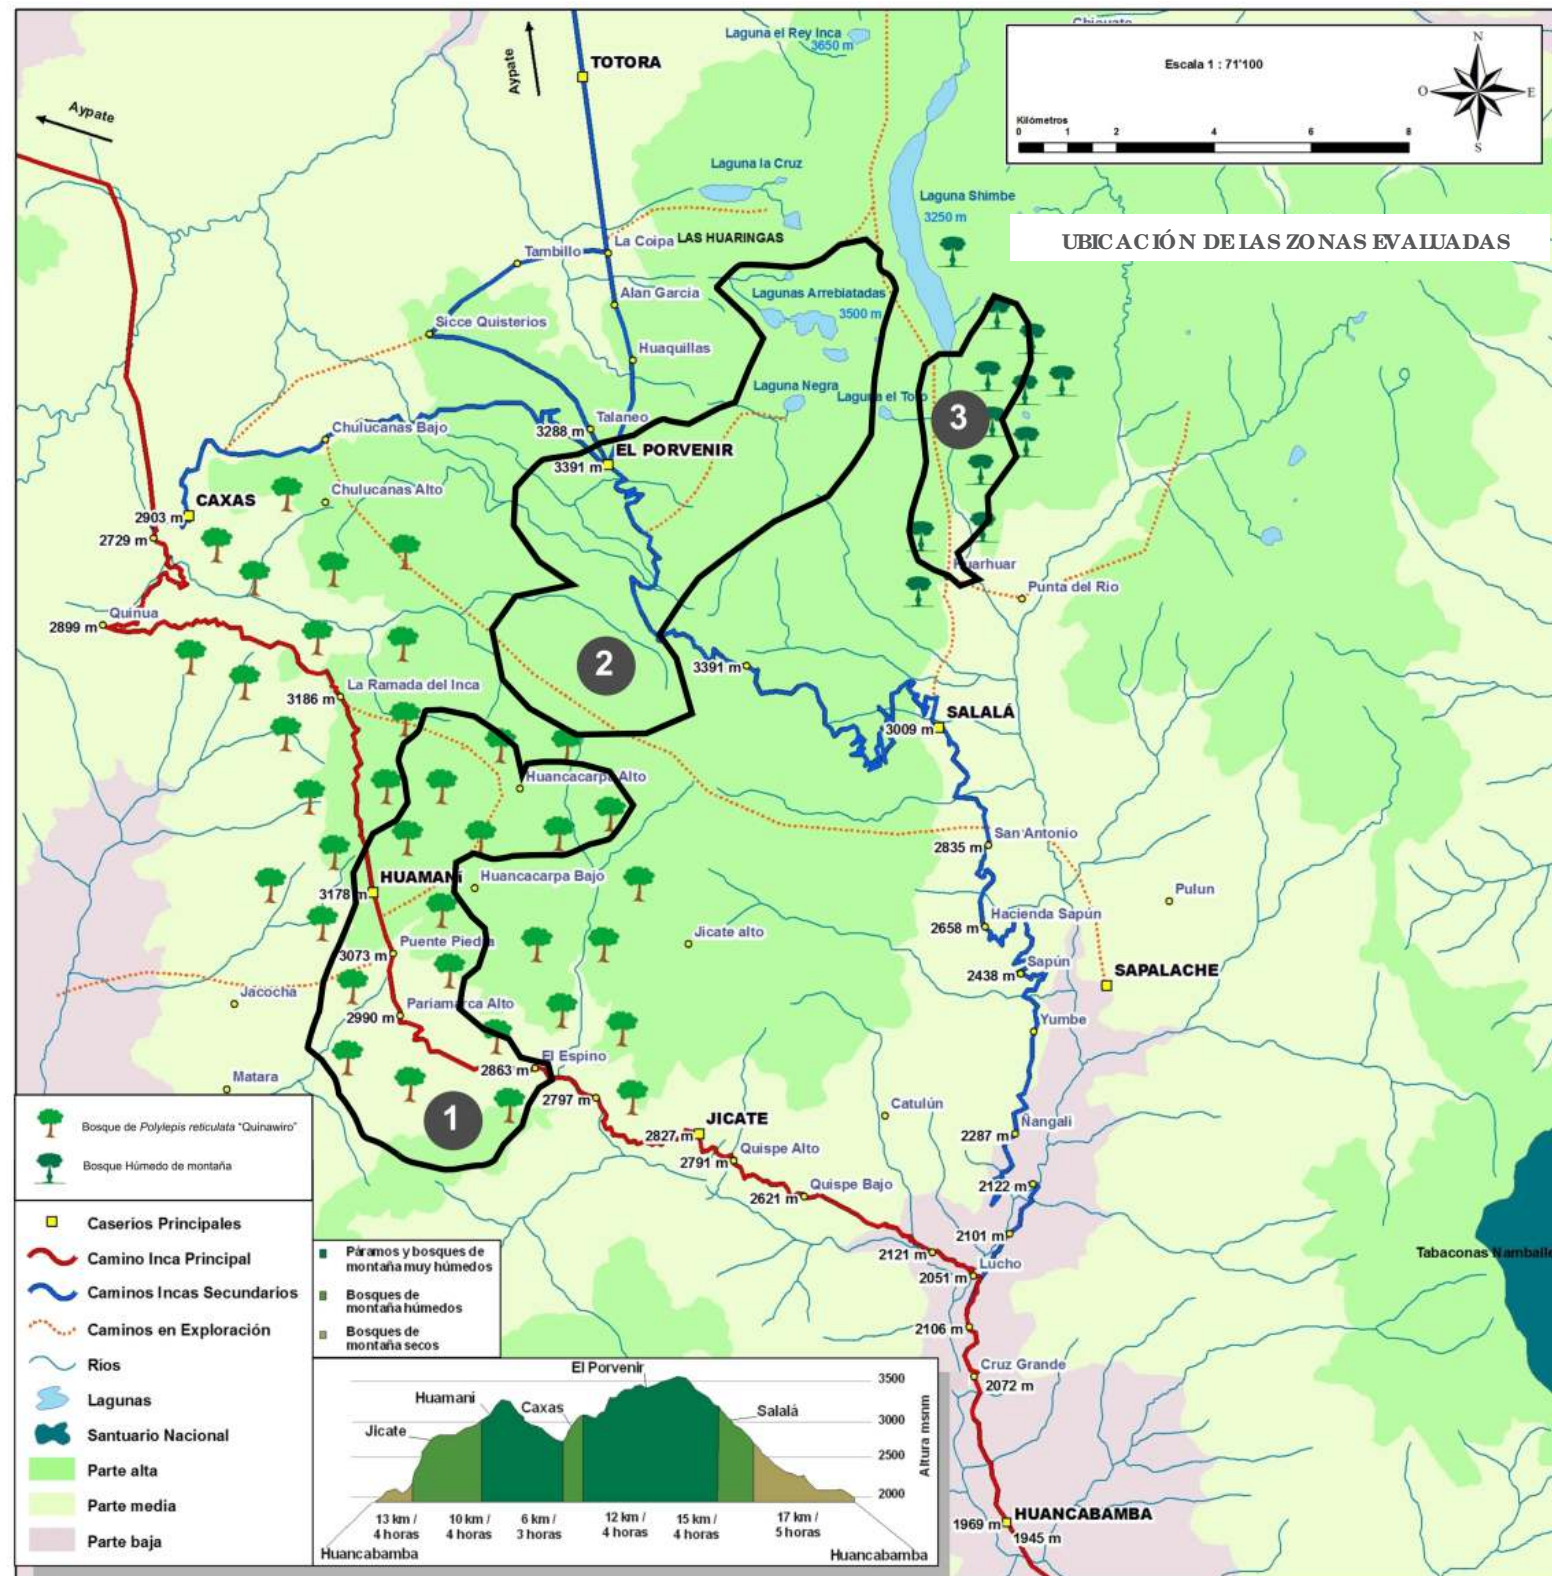 Chiguate
Laguna el Rey Inca
3650 m
Escala 1 : 71'100
N
O
E
S
Kilómetros
0 1 2 4 6 8
TOTORA
Aypate
Aypate
Laguna la Cruz
Laguna Shimbe
3250 m
UBICACIÓN DE LAS ZONAS EVALUADAS
La Coipa
LAS HUARINGAS
Tambillo
Alan Garcia
Lagunas Arrebiatadas
3500 m
Sicce Quisterios
Huaquillas
Laguna Negra
Laguna el Toro
3
Talaneo
3288 m
Chulucanas Bajo
EL PORVENIR
3391 m
Chulucanas Alto
CAXAS
2903 m
2729 m
Huarhuar
Punta del Rio
Quinua
2899 m
2
3391 m
La Ramada del Inca
3186 m
SALALÁ
3009 m
Huancacarpa Alto
San Antonio
2835 m
HUAMANÍ
3178 m
Huancacarpa Bajo
Pulun
Hacienda Sapún
2658 m
Jicate alto
Puente Piedra
3073 m
Sapún
2438 m
SAPALACHE
Jacocha
Pariamarca Alto
2990 m
Yumbe
El Espino
2863 m
Matara
2797 m
1
Catulún
JICATE
2827 m
Ñangali
2287 m
Quispe Alto
2791 m
Quispe Bajo
2621 m
2122 m
2101 m
2121 m
Lucho
2051 m
Tabaconas Namballe
2106 m
Cruz Grande
2072 m
HUANCABAMBA
1969 m
1945 m
Bosque de Polylepis reticulata "Quinawiro"
Bosque Húmedo de montaña
Caserios Principales
Camino Inca Principal
Caminos Incas Secundarios
Caminos en Exploración
Rios
Lagunas
Santuario Nacional
Parte alta
Parte media
Parte baja
Páramos y bosques de
montaña muy húmedos
Bosques de
montaña húmedos
Bosques de
montaña secos
El Porvenir
Huamaní
Caxas
Jicate
Salalá
3500
3000
2500
2000
Altura msnm
13 km /
4 horas
10 km /
4 horas
6 km /
3 horas
12 km /
4 horas
15 km /
4 horas
17 km /
5 horas
Huancabamba
Huancabamba